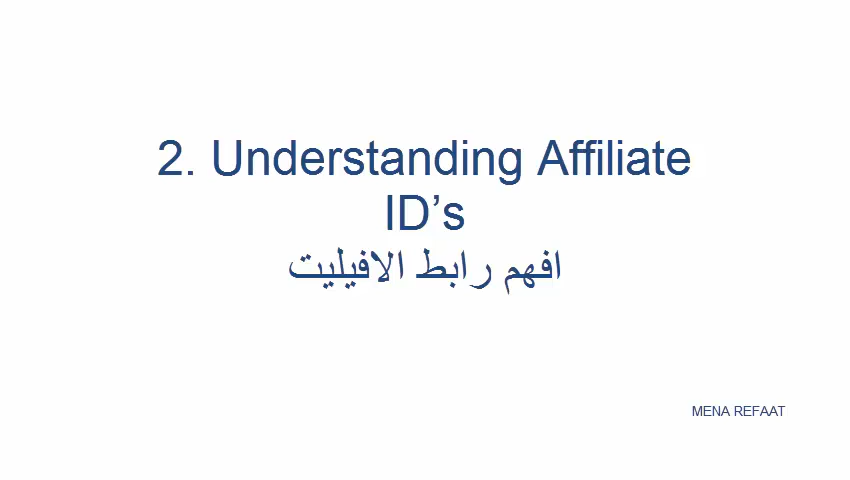 2. Understanding Affiliate
ID’s
افهم رابط الافيليت
MENA REFAAT